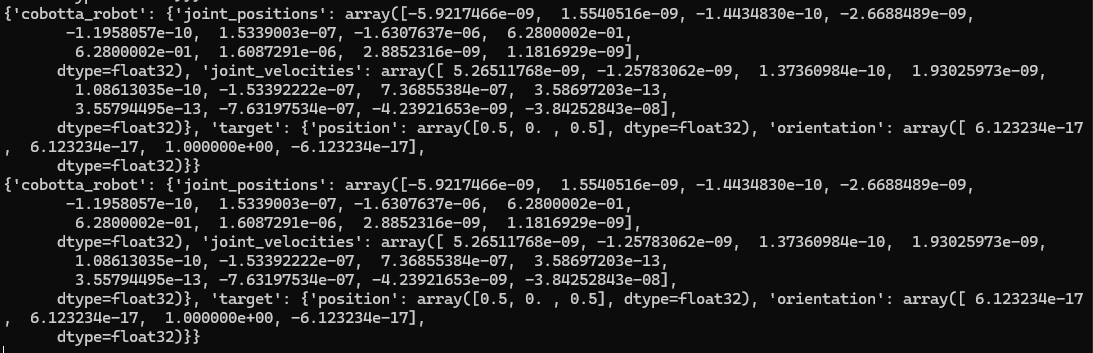 {'cobotta_robot': {'joint_positions': array([-5.9217466e-09,  1.5540516e-09, -1.4434830e-10, -2.6688489e-09,
       -1.1958057e-10,  1.5339003e-07, -1.6307637e-06,  6.2800002e-01,
        6.2800002e-01,  1.6087291e-06,  2.8852316e-09,  1.1816929e-09],
      dtype=float32), 'joint_velocities': array([ 5.26511768e-09, -1.25783062e-09,  1.37360984e-10,  1.93025973e-09,
        1.08613035e-10, -1.53392222e-07,  7.36855384e-07,  3.58697203e-13,
        3.55794495e-13, -7.63197534e-07, -4.23921653e-09, -3.84252843e-08],
      dtype=float32)}, 'target': {'position': array([0.5, 0. , 0.5], dtype=float32), 'orientation': array([ 6.123234e-17
,  6.123234e-17,  1.000000e+00, -6.123234e-17],
      dtype=float32)}}
{'cobotta_robot': {'joint_positions': array([-5.9217466e-09,  1.5540516e-09, -1.4434830e-10, -2.6688489e-09,
       -1.1958057e-10,  1.5339003e-07, -1.6307637e-06,  6.2800002e-01,
        6.2800002e-01,  1.6087291e-06,  2.8852316e-09,  1.1816929e-09],
      dtype=float32), 'joint_velocities': array([ 5.26511768e-09, -1.25783062e-09,  1.37360984e-10,  1.93025973e-09,
        1.08613035e-10, -1.53392222e-07,  7.36855384e-07,  3.58697203e-13,
        3.55794495e-13, -7.63197534e-07, -4.23921653e-09, -3.84252843e-08],
      dtype=float32)}, 'target': {'position': array([0.5, 0. , 0.5], dtype=float32), 'orientation': array([ 6.123234e-17
,  6.123234e-17,  1.000000e+00, -6.123234e-17],
      dtype=float32)}}